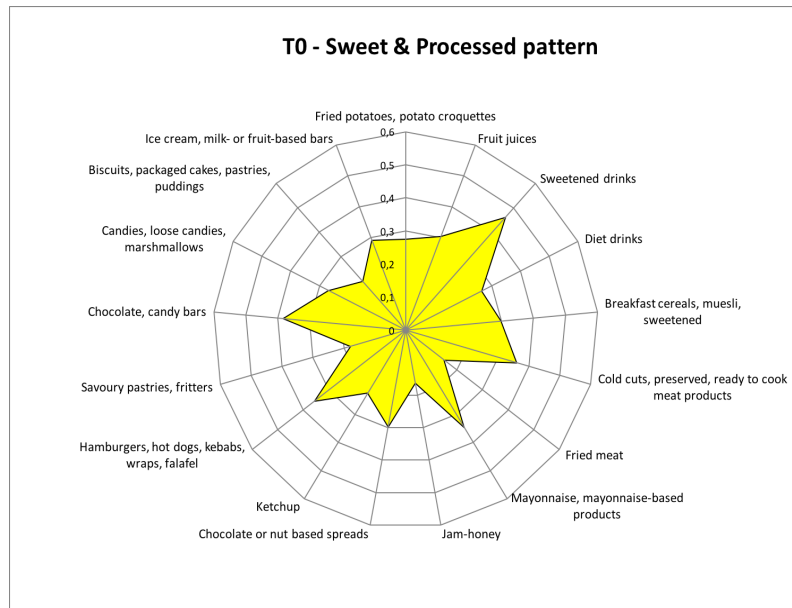 T0 - Sweet & Processed pattern
Fried potatoes, potato croquettes
Fruit juices
Sweetened drinks
Diet drinks
Breakfast cereals, muesli,
sweetened
Cold cuts, preserved, ready to cook
meat products
Fried meat
Mayonnaise, mayonnaise-based
products
Jam-honey
Chocolate or nut based spreads
Ketchup
Hamburgers, hot dogs, kebabs,
wraps, falafel
Savoury pastries, fritters
Chocolate, candy bars
Candies, loose candies,
marshmallows
Biscuits, packaged cakes, pastries,
puddings
Ice cream, milk- or fruit-based bars
0,6
0,5
0,4
0,3
0,2
0,1
0